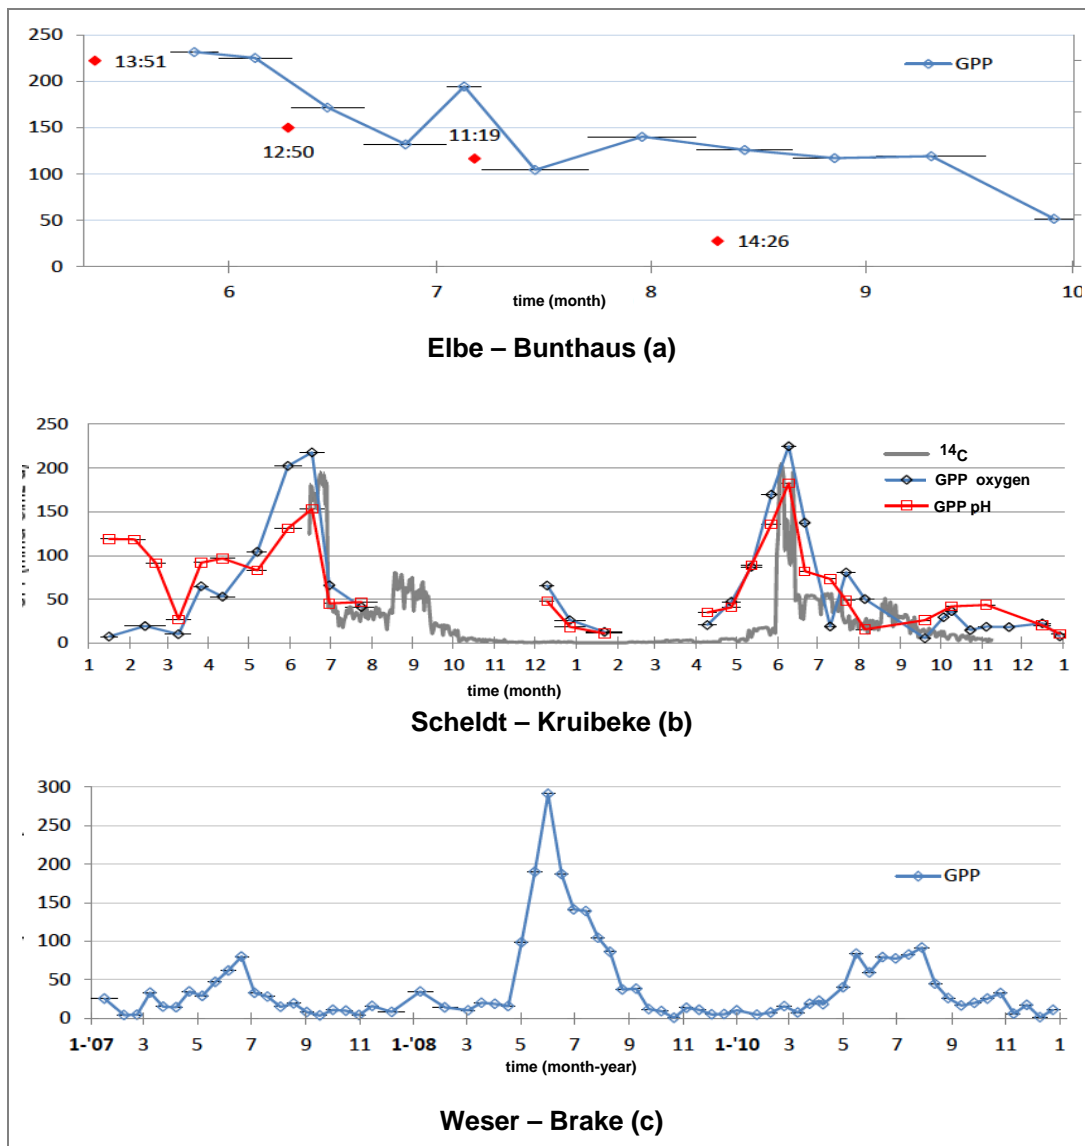 250
200
150
100
50
0
13:51
12:50
11:19
14:26
GPP
6 7 8 9 10
time (month)
Elbe – Bunthaus (a)
250
200
150
100
50
0
14C
GPP oxygen
GPP pH
1 2 3 4 5 6 7 8 9 10 11 12 1 2 3 4 5 6 7 8 9 10 11 12 1
time (month)
Scheldt – Kruibeke (b)
300
250
200
150
100
50
0
GPP
1-'07 3 5 7 9 11 1-'08 3 5 7 9 11 1-'10 3 5 7 9 11 1
time (month-year)
Weser – Brake (c)